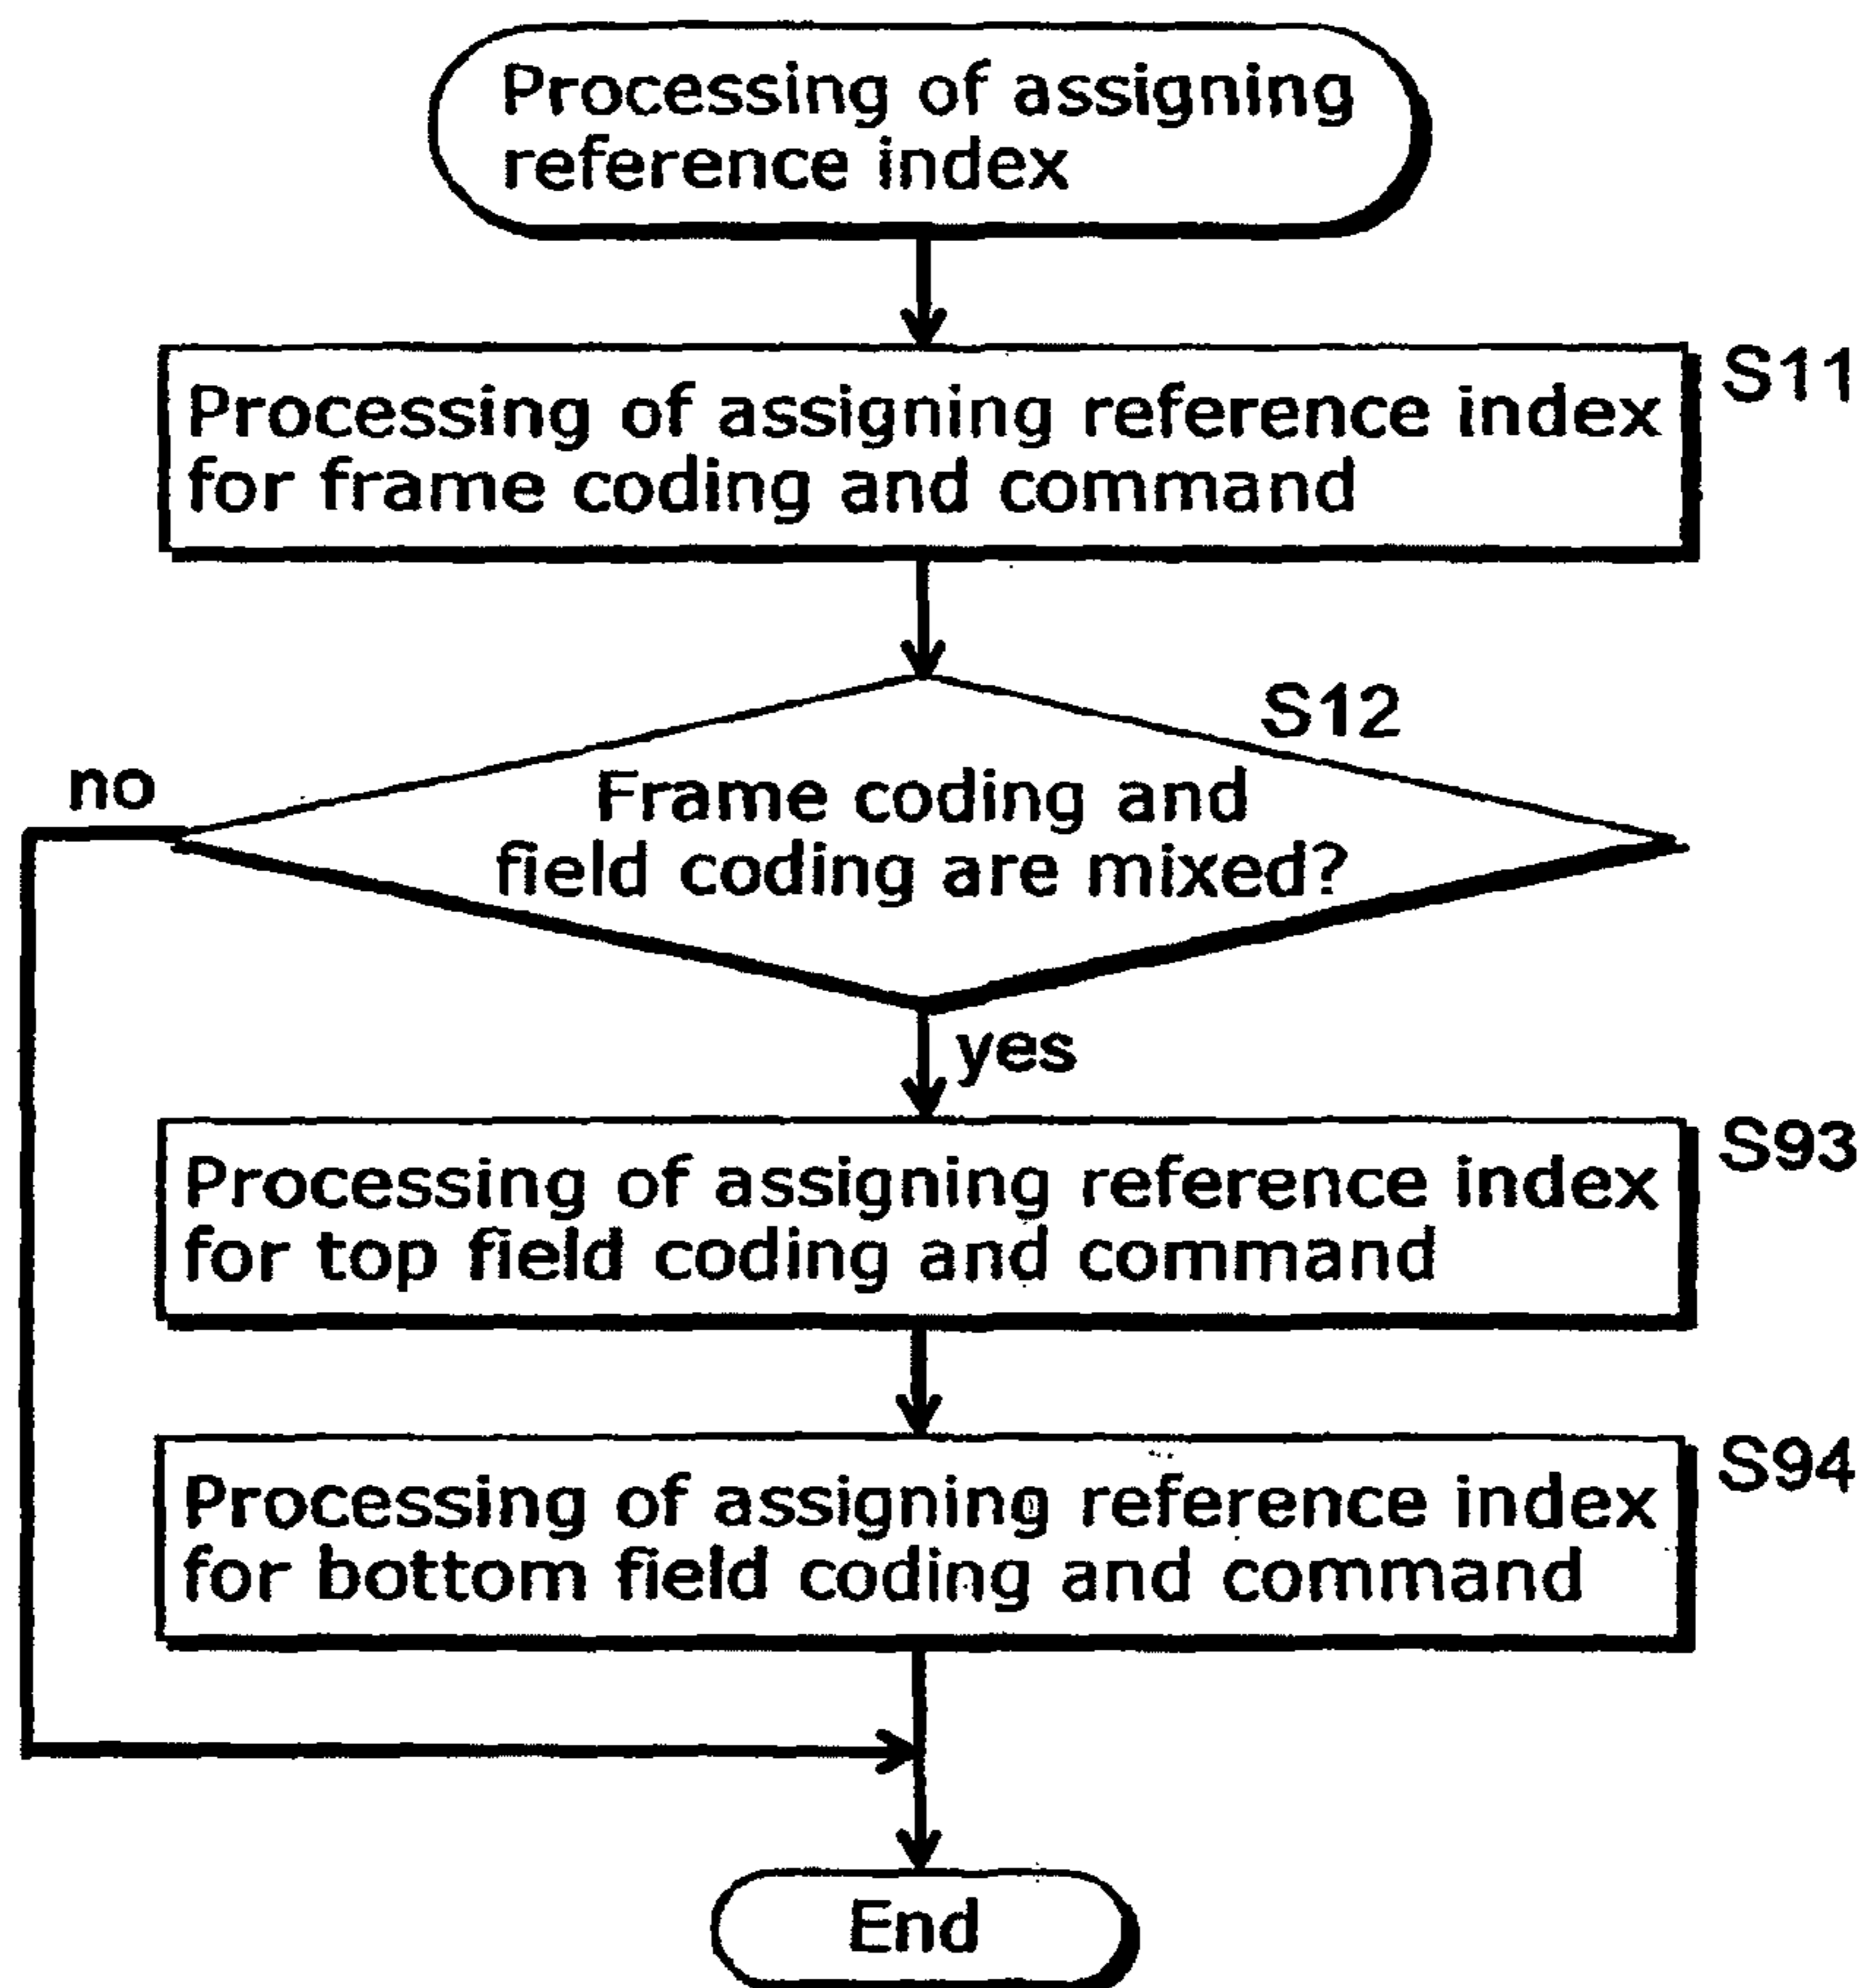 Processing of assigning
reference index
S11
Processing of assigning reference index
for frame coding and command
S12
no
Frame coding and
field coding are mixed?
yes
S93
Processing of assigning reference index
for top field coding and command
S94
Processing of assigning reference index
for bottom field coding and command
End